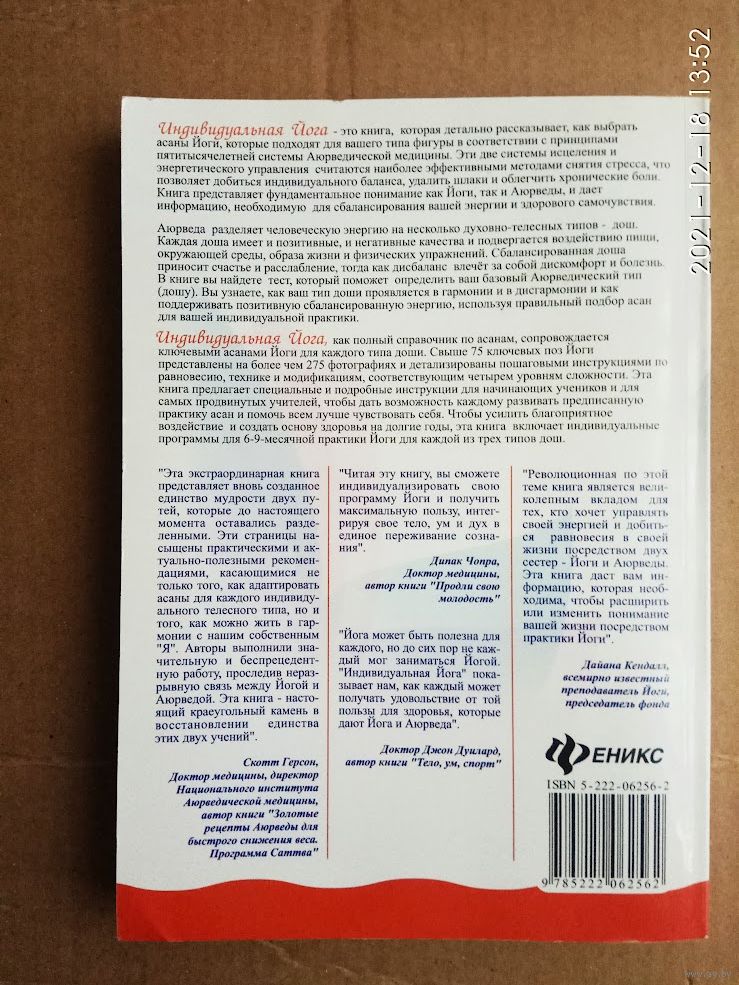 Индивидуальная Йога - это книга, которая детально рассказывает, как выбрать
асаны Йоги, которые подходят для вашего типа фигуры в соответствии с принципами
пятитысячелетней системы Аюрведической медицины. Эти две системы исцеления и
энергетического управления считаются наиболее эффективными методами снятия стресса, что
позволяет добиться индивидуального баланса, удалить шлаки и облегчить хронические боли.
Книга представляет фундаментальное понимание как Йоги, так и Аюрведы, и дает
информацию, необходимую для сбалансирования вашей энергии и здорового самочувствия.
Аюрведа разделяет человеческую энергию на несколько духовно-телесных типов - дош.
Каждая доша имеет и позитивные, и негативные качества и подвергается воздействию пищи,
окружающей среды, образа жизни и физических упражнений. Сбалансированная доша
приносит счастье и расслабление, тогда как дисбаланс влечёт за собой дискомфорт и болезнь.
В книге вы найдете тест, который поможет определить ваш базовый Аюрведический тип
(дошу). Вы узнаете, как ваш тип доши проявляется в гармонии и в дисгармонии и как
поддерживать позитивную сбалансированную энергию, используя правильный подбор асан
для вашей индивидуальной практики.
Индивидуальная Йога, как полный справочник по асанам, сопровождается
ключевыми асанами Йоги для каждого типа доши. Свыше 75 ключевых поз Йоги
представлены на более чем 275 фотографиях и детализированы пошаговыми инструкциями по
равновесию, технике и модификациям, соответствующим четырем уровням сложности. Эта
книга предлагает специальные и подробные инструкции для начинающих учеников и для
самых продвинутых учителей, чтобы дать возможность каждому развивать предписанную
практику асан и помочь всем лучше чувствовать себя. Чтобы усилить благоприятное
воздействие и создать основу здоровья на долгие годы, эта книга включает индивидуальные
программы для 6-9-месячной практики Йоги для каждой из трех типов дош.
"Эта экстраординарная книга
представляет вновь созданное
единство мудрости двух пу-
тей, которые до настоящего
момента оставались разде-
ленными. Эти страницы на-
сыщены практическими и ак-
туально-полезными рекомен-
дациями, касающимися не
только того, как адаптировать
асаны для каждого индивиду-
ального телесного типа, но и
того, как можно жить в гар-
монии с нашим собственным
"Я". Авторы выполнили зна-
чительную и беспрецедент-
ную работу, проследив нераз-
рывную связь между Йогой и
Аюрведой. Эта книга - насто-
ящий краеугольный камень в
восстановлении единства
этих двух учений".
Скотт Герсон,
Доктор медицины, директор
Национального института
Аюрведической медицины,
автор книги "Золотые
рецепты Аюрведы для
быстрого снижения веса.
Программа Саттва"
"Читая эту книгу, вы сможете
индивидуализировать свою
программу Йоги и получить
максимальную пользу, интег-
рируя свое тело, ум и дух в
единое переживание созна-
ния".
Дипак Чопра,
Доктор медицины,
автор книги "Продли свою
молодость"
"Йога может быть полезна для
каждого, но до сих пор не каж-
дый мог заниматься Йогой.
"Индивидуальная Йога" пока-
зывает нам, как каждый может
получать удовольствие от той
пользы для здоровья, которые
дают Йога и Аюрведа".
Доктор Джон Дуилард,
автор книги "Тело, ум, спорт"
"Революционная по этой
теме книга является вели-
колепным вкладом для
тех, кто хочет управлять
своей энергией и добить-
ся равновесия в своей
жизни посредством двух
сестер - Йоги и Аюрведы.
Эта книга даст вам ин-
формацию, которая необ-
ходима, чтобы расширить
или изменить понимание
вашей жизни посредством
практики Йоги".
Дайана Кендалл,
всемирно известный
преподаватель Йоги,
председатель фонда
ФЕНИКС
ISBN 5-222-06256-2
9 785222 062562
2021-12-18 13:52
www.ay.by